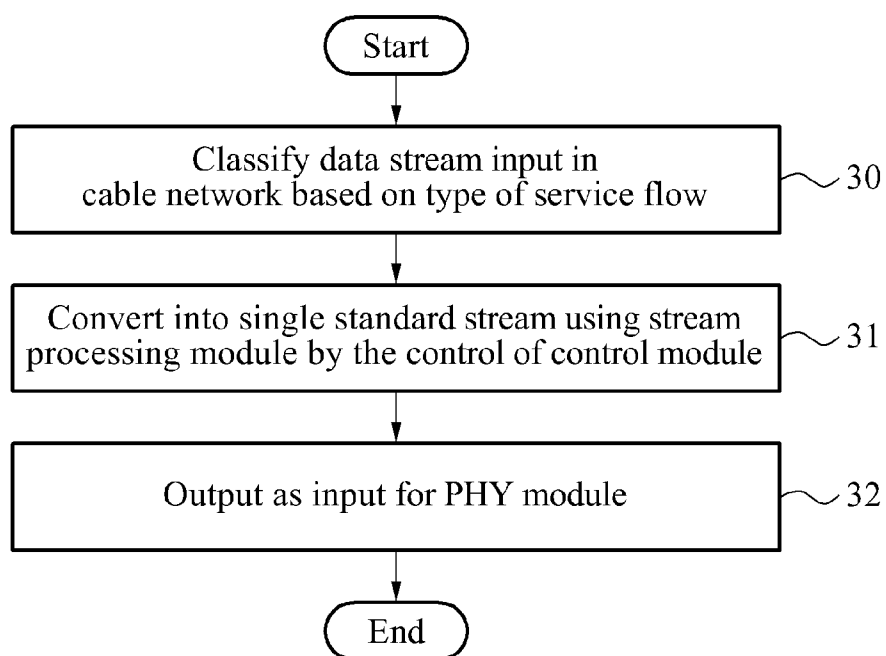 Start
Classify data stream input in
cable network based on type of service flow
30
Convert into single standard stream using stream
processing module by the control of control module
31
Output as input for PHY module
32
End